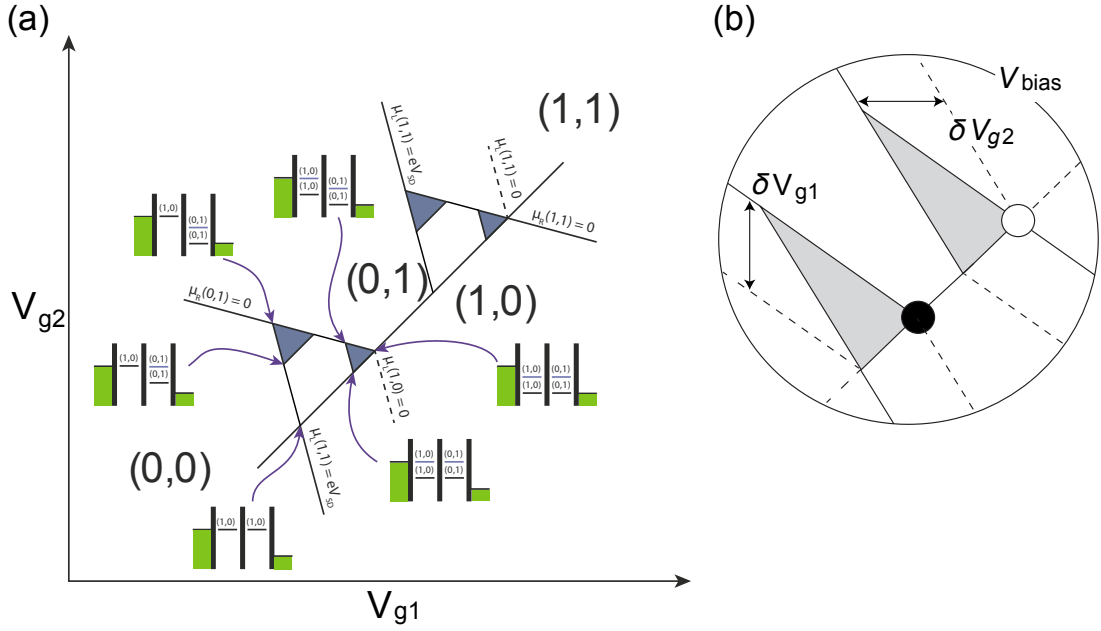 (a)
(b)
V_g2
V_g1
(1,1)
(0,1)
(1,0)
(0,0)
μ_L(1,1) = eV_SD
μ_L(1,1) = 0
μ_R(1,1) = 0
μ_R(0,1) = 0
μ_L(1,0) = 0
μ_L(1,1) = eV_SD
(1,0)
(1,0)
(0,1)
(0,1)
(1,0)
(0,1)
(0,1)
(1,0)
(0,1)
(0,1)
(1,0)
(1,0)
(0,1)
(0,1)
(1,0)
(1,0)
(0,1)
(0,1)
(1,0)
(1,0)
V_bias
δV_g2
δV_g1